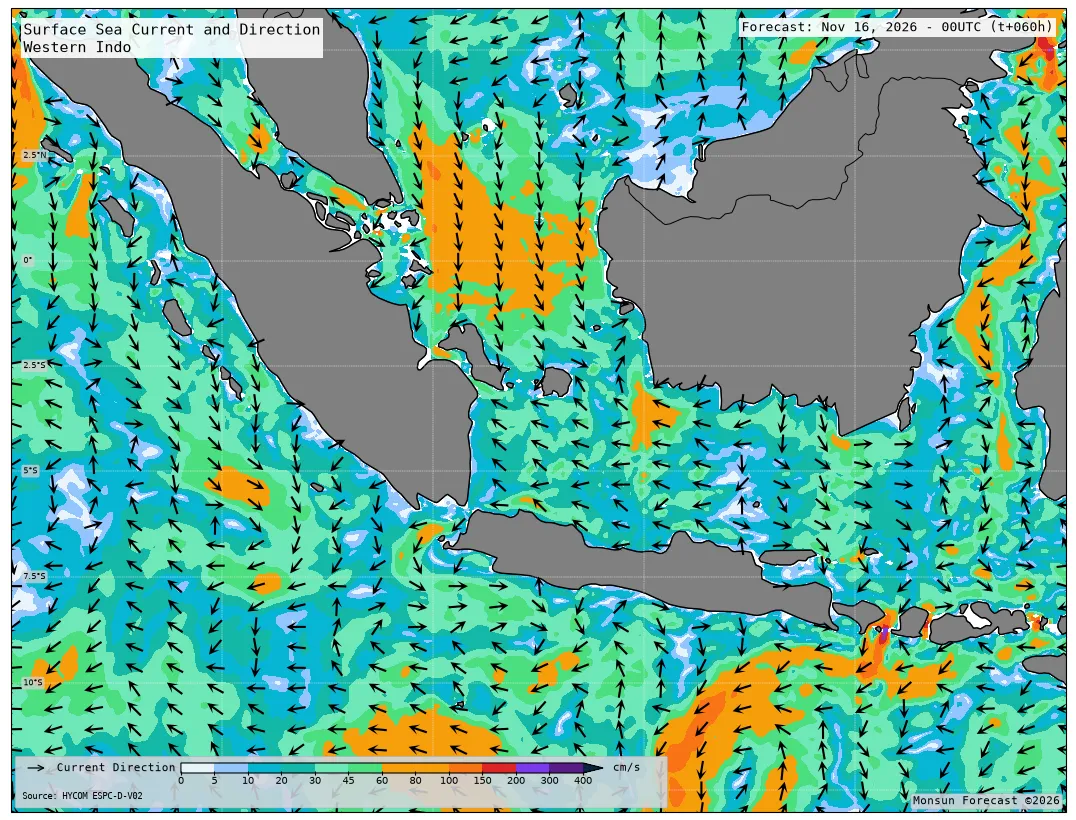 Surface Sea Current and Direction
Western Indo
Forecast: Nov 16, 2026 - 00UTC (t+060h)
2.5°N
0°
2.5°S
5°S
7.5°S
10°S
Current Direction
0 5 10 20 30 45 60 80 100 150 200 300 400 cm/s
Source: HYCOM ESPC-D-V02
Monsun Forecast ©2026